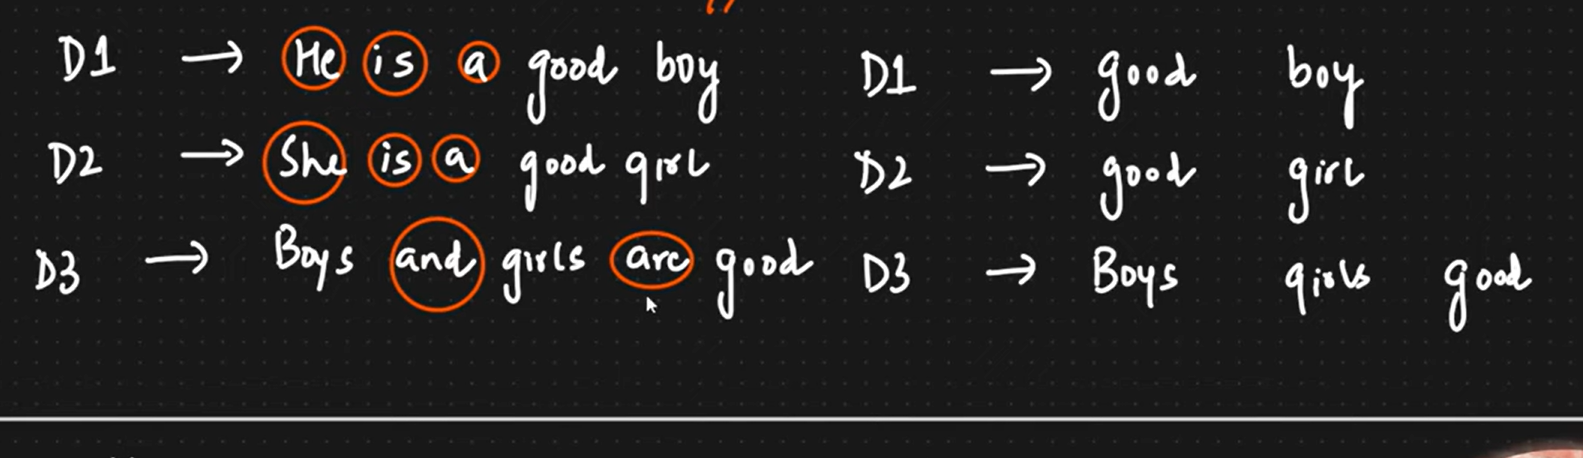 D1 → He is a good boy D1 → good boy
D2 → She is a good girl D2 → good girl
D3 → Boys and girls are good D3 → Boys girls good